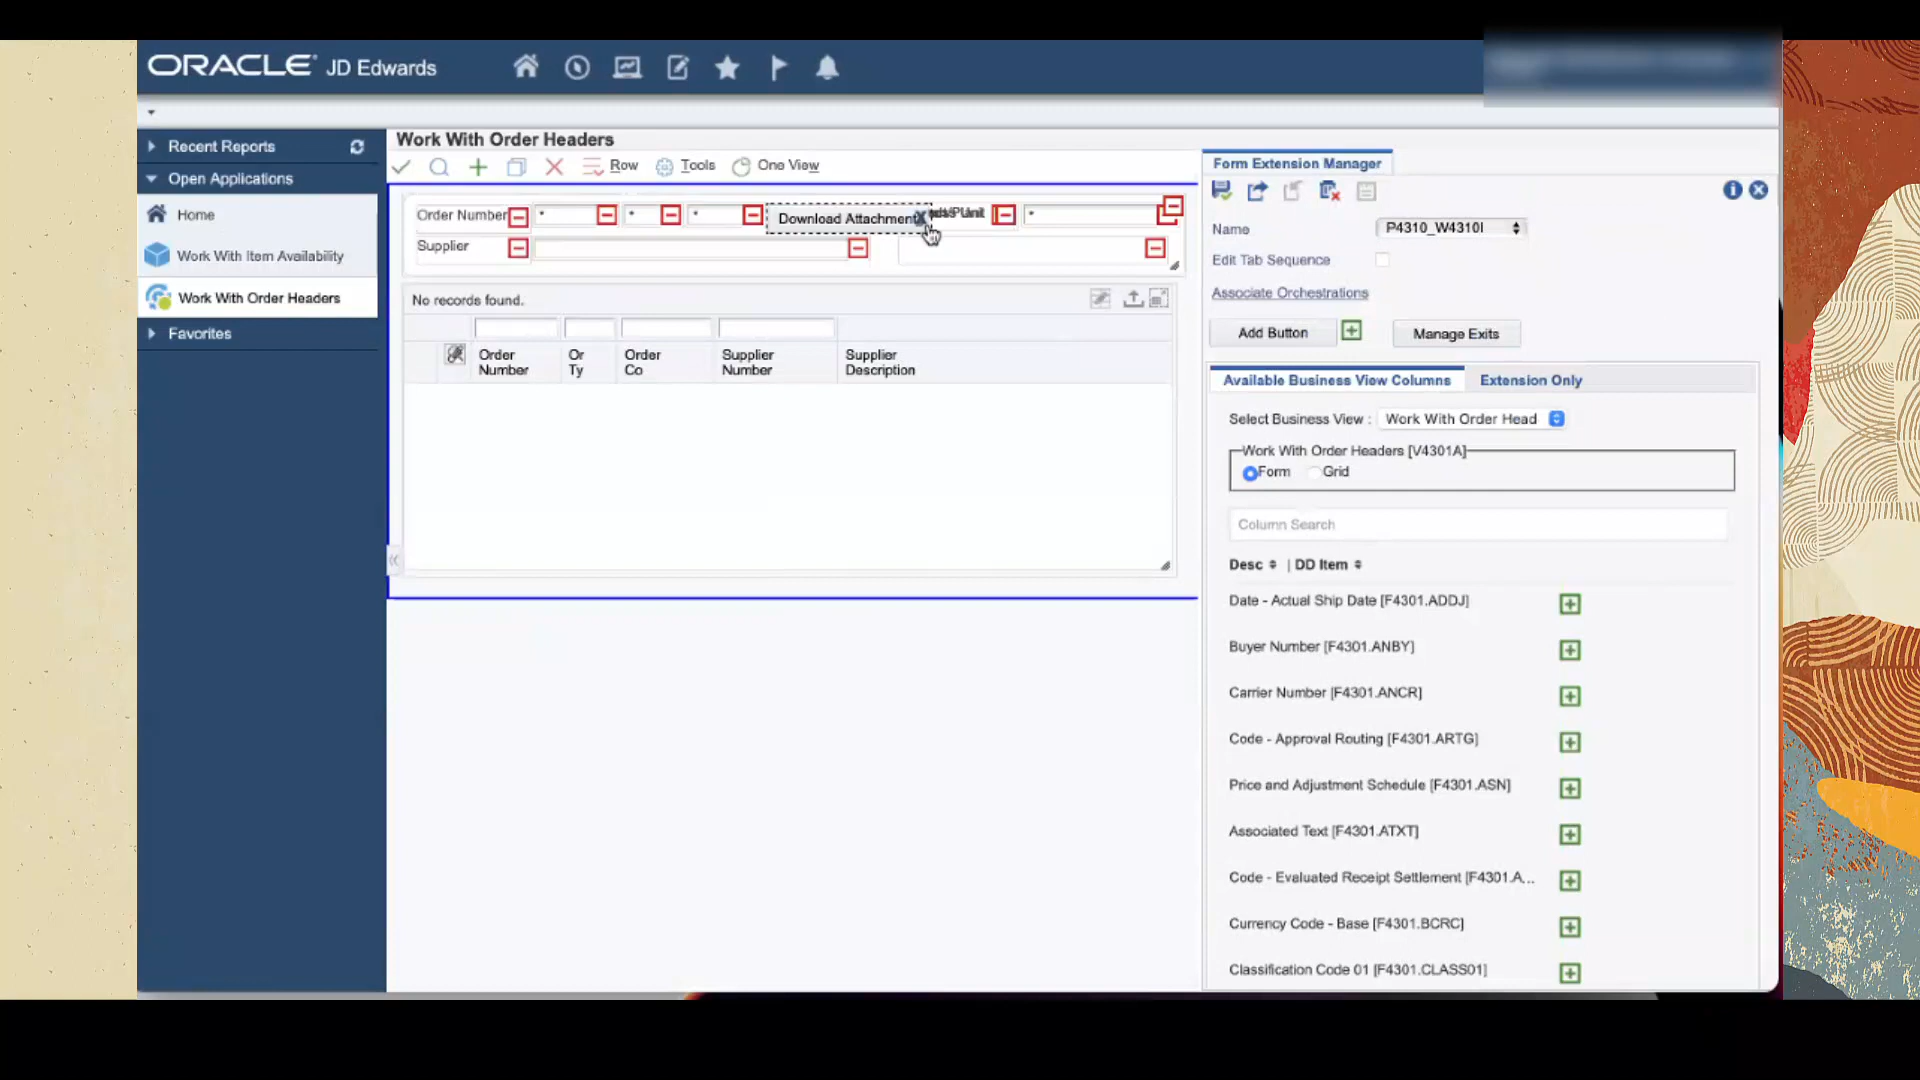 ORACLE JD Edwards
Recent Reports
Open Applications
Home
Work With Item Availability
Work With Order Headers
Favorites
Work With Order Headers
Row
Tools
One View
Order Number
*
*
*
Download Attachment
*
Supplier
No records found.
Order Number
Or Ty
Order Co
Supplier Number
Supplier Description
Form Extension Manager
Name P4310_W4310I
Edit Tab Sequence
Associate Orchestrations
Add Button
Manage Exits
Available Business View Columns
Extension Only
Select Business View : Work With Order Head
Work With Order Headers [V4301A]
Form Grid
Column Search
Desc | DD Item
Date - Actual Ship Date [F4301.ADDJ]
Buyer Number [F4301.ANBY]
Carrier Number [F4301.ANCR]
Code - Approval Routing [F4301.ARTG]
Price and Adjustment Schedule [F4301.ASN]
Associated Text [F4301.ATXT]
Code - Evaluated Receipt Settlement [F4301.A...
Currency Code - Base [F4301.BCRC]
Classification Code 01 [F4301.CLASS01]